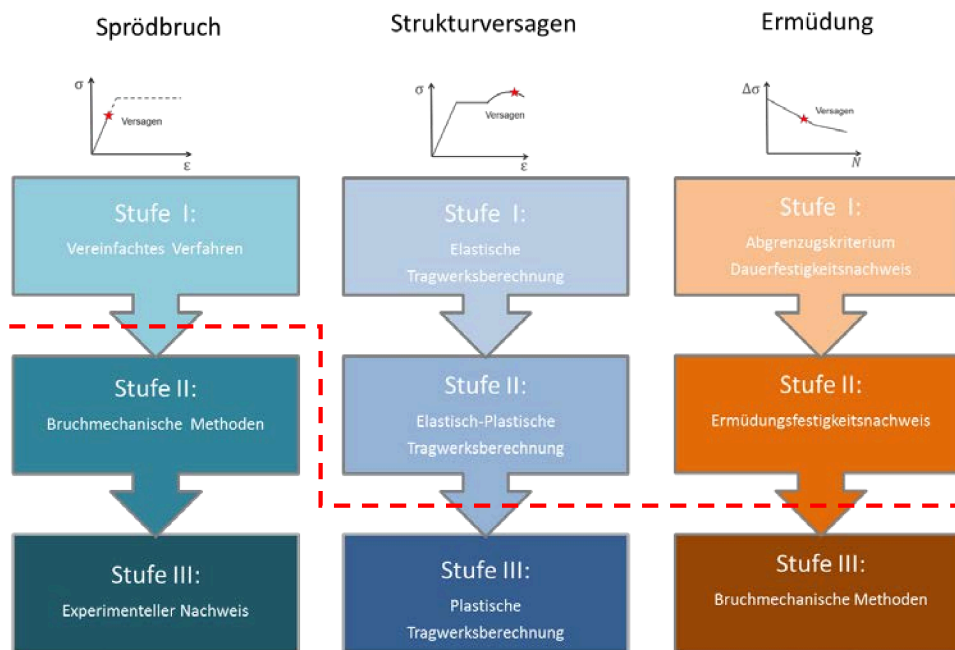 Sprödbruch
Strukturversagen
Ermüdung
σ
Versagen
ε
σ
Versagen
ε
Δσ
Versagen
N
Stufe I:
Vereinfachtes Verfahren
Stufe I:
Elastische
Tragwerksberechnung
Stufe I:
Abgrenzugskriterium
Dauerfestigkeitsnachweis
Stufe II:
Bruchmechanische Methoden
Stufe II:
Elastisch-Plastische
Tragwerksberechnung
Stufe II:
Ermüdungsfestigkeitsnachweis
Stufe III:
Experimenteller Nachweis
Stufe III:
Plastische
Tragwerksberechnung
Stufe III:
Bruchmechanische Methoden